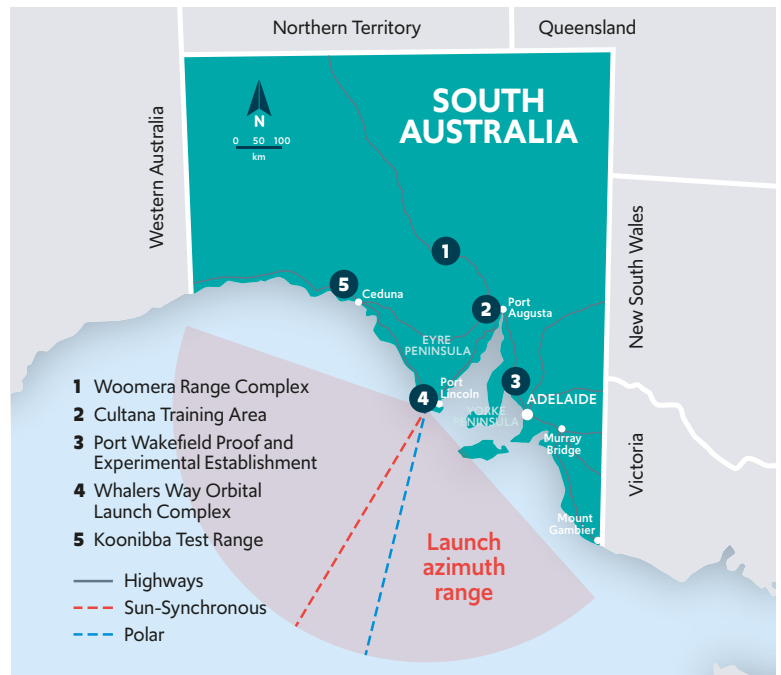 Northern Territory
Queensland
Western Australia
N
0 50 100
km
SOUTH
AUSTRALIA
New South Wales
1
5
Ceduna
2
Port
Augusta
EYRE
PENINSULA
3
4
Port
Lincoln
ADELAIDE
YORKE
PENINSULA
Murray
Bridge
Victoria
Mount
Gambier
1 Woomera Range Complex
2 Cultana Training Area
3 Port Wakefield Proof and
Experimental Establishment
4 Whalers Way Orbital
Launch Complex
5 Koonibba Test Range
Highways
Sun-Synchronous
Polar
Launch
azimuth
range